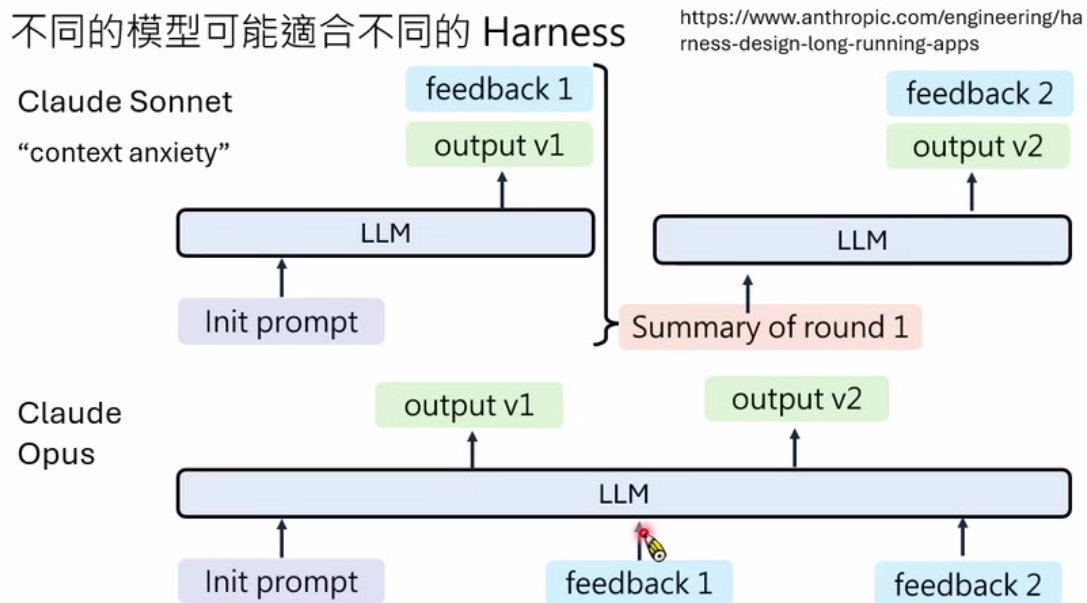 不同的模型可能適合不同的 Harness
https://www.anthropic.com/engineering/ha
rness-design-long-running-apps
Claude Sonnet
“context anxiety”
feedback 1
output v1
LLM
Init prompt
feedback 2
output v2
LLM
Summary of round 1
Claude
Opus
output v1
output v2
LLM
Init prompt
feedback 1
feedback 2